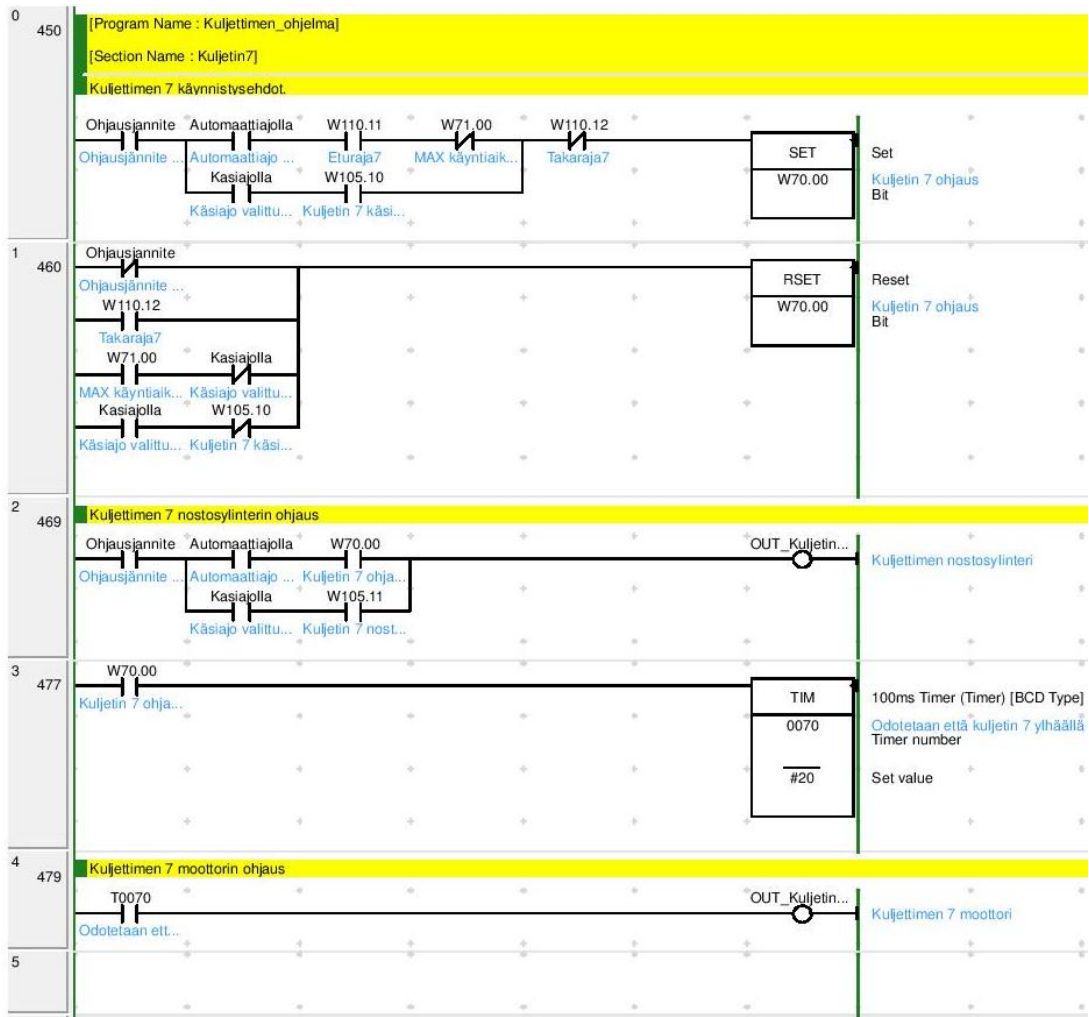 0
450
[Program Name : Kuljettimen_ohjelma]
[Section Name : Kuljetin7]
Kuljettimen 7 käynnistysehdot.
Ohjausjannite Automaattiajolla W110.11 W71.00 W110.12
Ohjausjännite ... Automaattiajo ... Eturaja7 MAX käyntiaik... Takaraja7
SET Set
Kasiajolla W105.10
W70.00 Kuljetin 7 ohjaus
Bit
Käsiajo valittu... Kuljetin 7 käsi...
1
460
Ohjausjannite
Ohjausjännite ...
RSET Reset
W110.12
W70.00 Kuljetin 7 ohjaus
Bit
Takaraja7
W71.00 Kasiajolla
MAX käyntiaik... Käsiajo valittu...
Kasiajolla W105.10
Käsiajo valittu... Kuljetin 7 käsi...
2
469
Kuljettimen 7 nostosylinterin ohjaus
Ohjausjannite Automaattiajolla W70.00 OUT_Kuljetin...
Ohjausjännite ... Automaattiajo ... Kuljetin 7 ohja... Kuljettimen nostosylinteri
Kasiajolla W105.11
Käsiajo valittu... Kuljetin 7 nost...
3
477
W70.00
Kuljetin 7 ohja...
TIM 100ms Timer (Timer) [BCD Type]
0070 Odotetaan että kuljetin 7 ylhäällä
Timer number
#20 Set value
4
479
Kuljettimen 7 moottorin ohjaus
T0070 OUT_Kuljetin...
Odotetaan ett... Kuljettimen 7 moottori
5